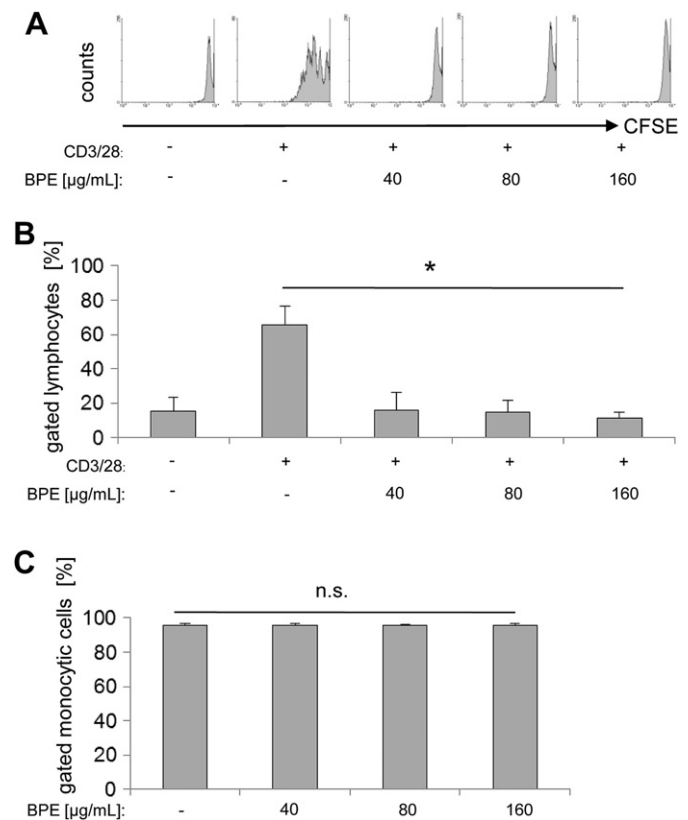 A
counts
CFSE
CD3/28: - + + + +
BPE [µg/mL]: - - 40 80 160
B
gated lymphocytes [%]
100
80
60
40
20
0
*
CD3/28: - + + + +
BPE [µg/mL]: - - 40 80 160
C
gated monocytic cells [%]
n.s.
100
80
60
40
20
0
BPE [µg/mL]: - 40 80 160